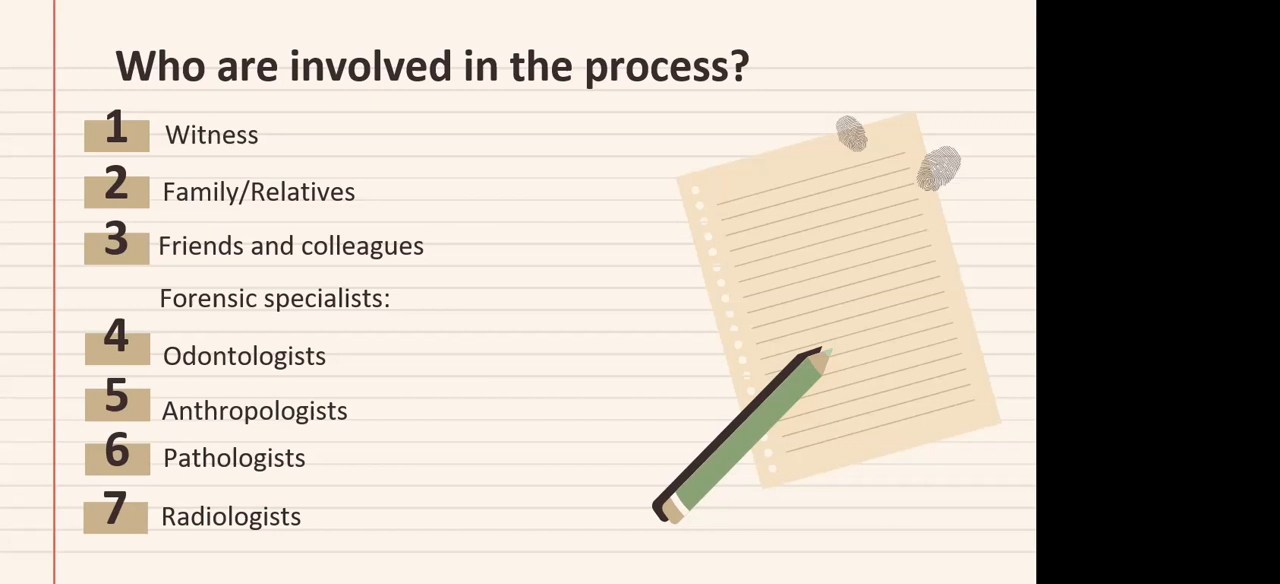 Who are involved in the process?
1 Witness
2 Family/Relatives
3 Friends and colleagues
Forensic specialists:
4 Odontologists
5 Anthropologists
6 Pathologists
7 Radiologists